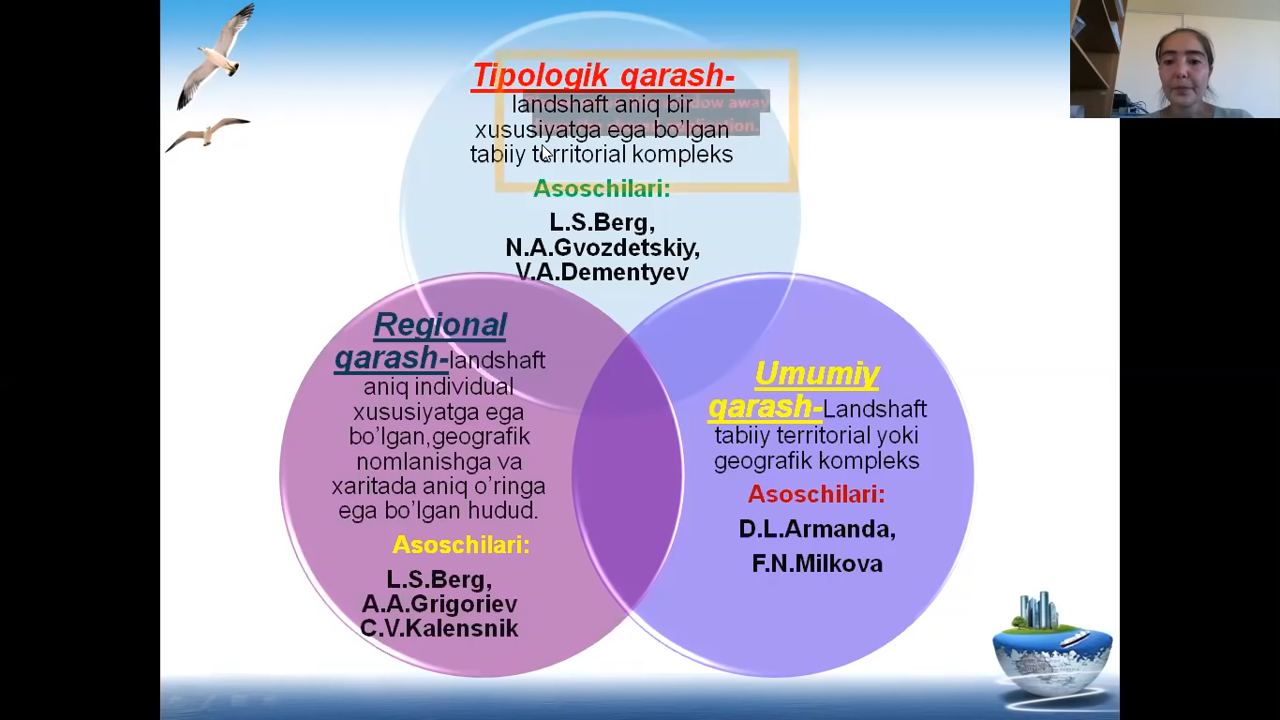 Tipologik qarash-
landshaft aniq bir
xususiyatga ega bo’lgan
tabiiy territorial kompleks
Asoschilari:
L.S.Berg,
N.A.Gvozdetskiy,
V.A.Dementyev
Regional
qarash-landshaft
aniq individual
xususiyatga ega
bo’lgan,geografik
nomlanishga va
xaritada aniq o’ringa
ega bo’lgan hudud.
Asoschilari:
L.S.Berg,
A.A.Grigoriev
C.V.Kalensnik
Umumiy
qarash-Landshaft
tabiiy territorial yoki
geografik kompleks
Asoschilari:
D.L.Armanda,
F.N.Milkova